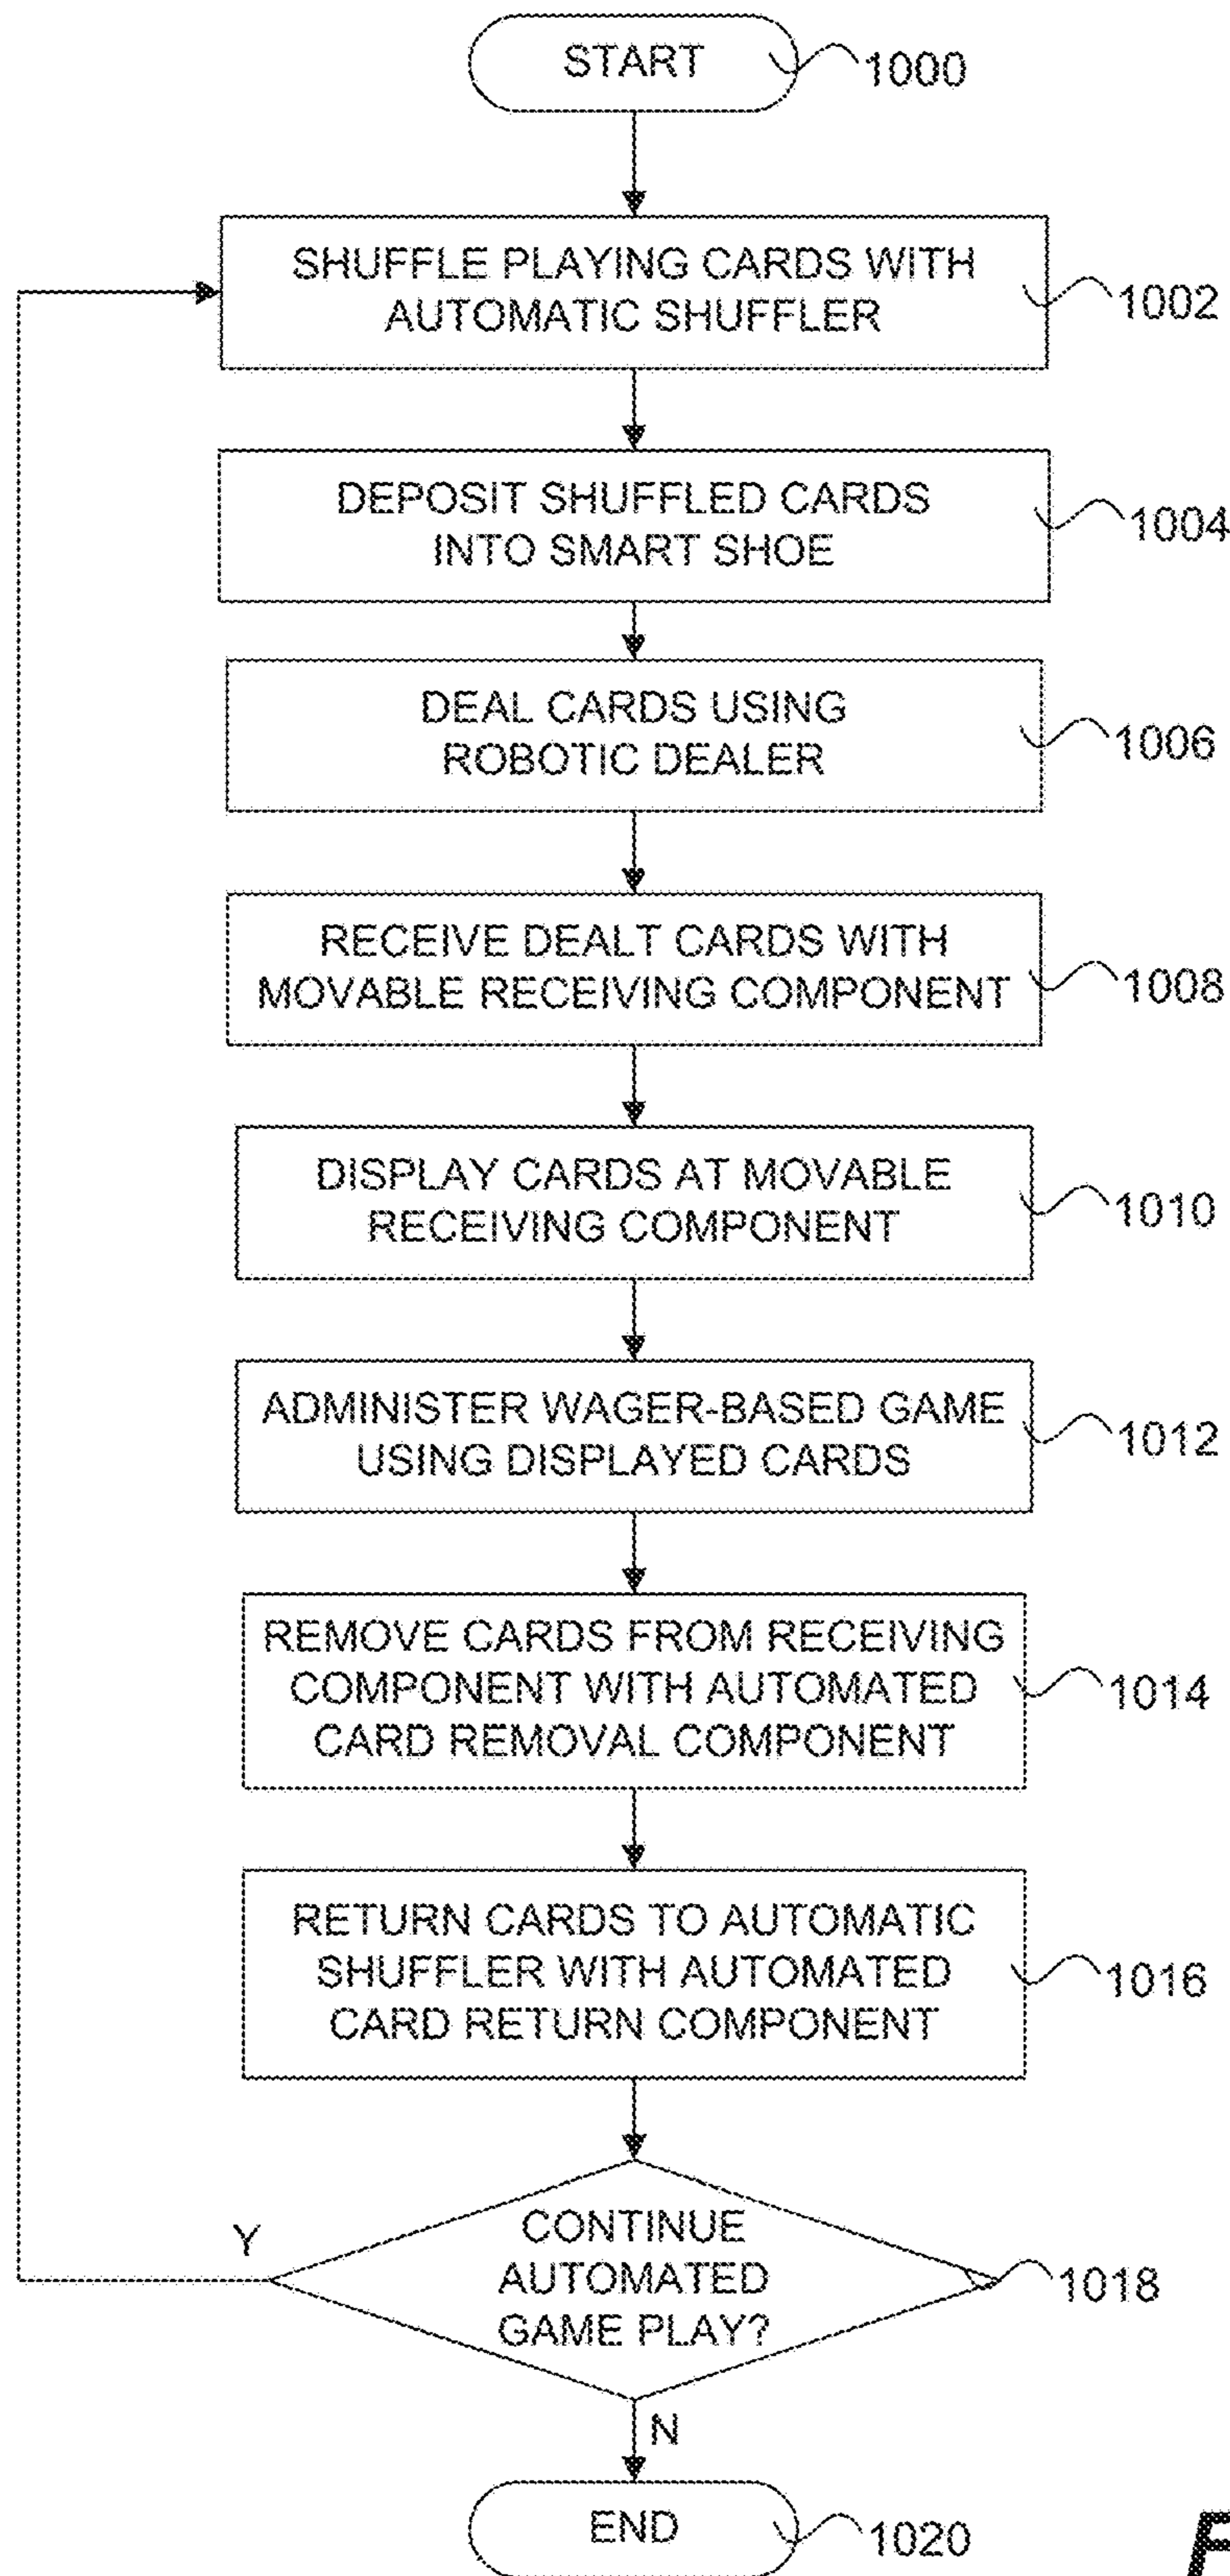 START
1000
SHUFFLE PLAYING CARDS WITH
AUTOMATIC SHUFFLER
1002
DEPOSIT SHUFFLED CARDS
INTO SMART SHOE
1004
DEAL CARDS USING
ROBOTIC DEALER
1006
RECEIVE DEALT CARDS WITH
MOVABLE RECEIVING COMPONENT
1008
DISPLAY CARDS AT MOVABLE
RECEIVING COMPONENT
1010
ADMINISTER WAGER-BASED GAME
USING DISPLAYED CARDS
1012
REMOVE CARDS FROM RECEIVING
COMPONENT WITH AUTOMATED
CARD REMOVAL COMPONENT
1014
RETURN CARDS TO AUTOMATIC
SHUFFLER WITH AUTOMATED
CARD RETURN COMPONENT
1016
Y
CONTINUE
AUTOMATED
GAME PLAY?
1018
N
END
1020